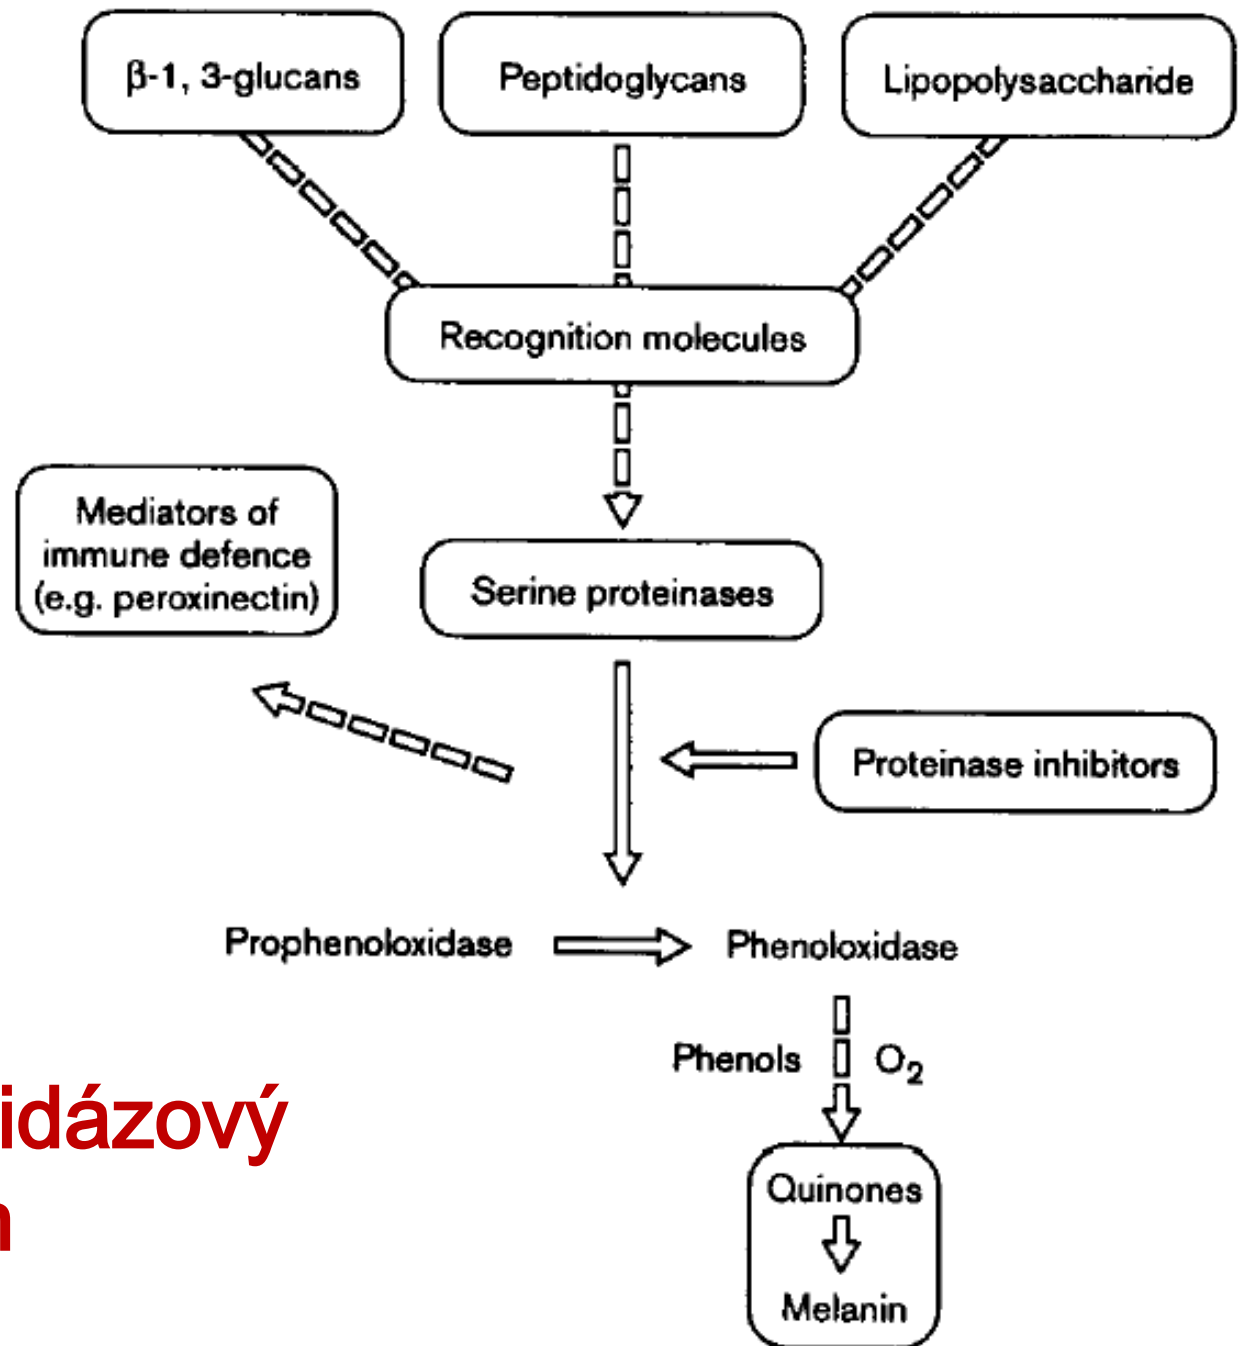 β-1, 3-glucans
Peptidoglycans
Lipopolysaccharide
Recognition molecules
Mediators of
immune defence
(e.g. peroxinectin)
Serine proteinases
Proteinase inhibitors
Prophenoloxidase
Phenoloxidase
Phenols
O₂
idázový
Quinones
Melanin